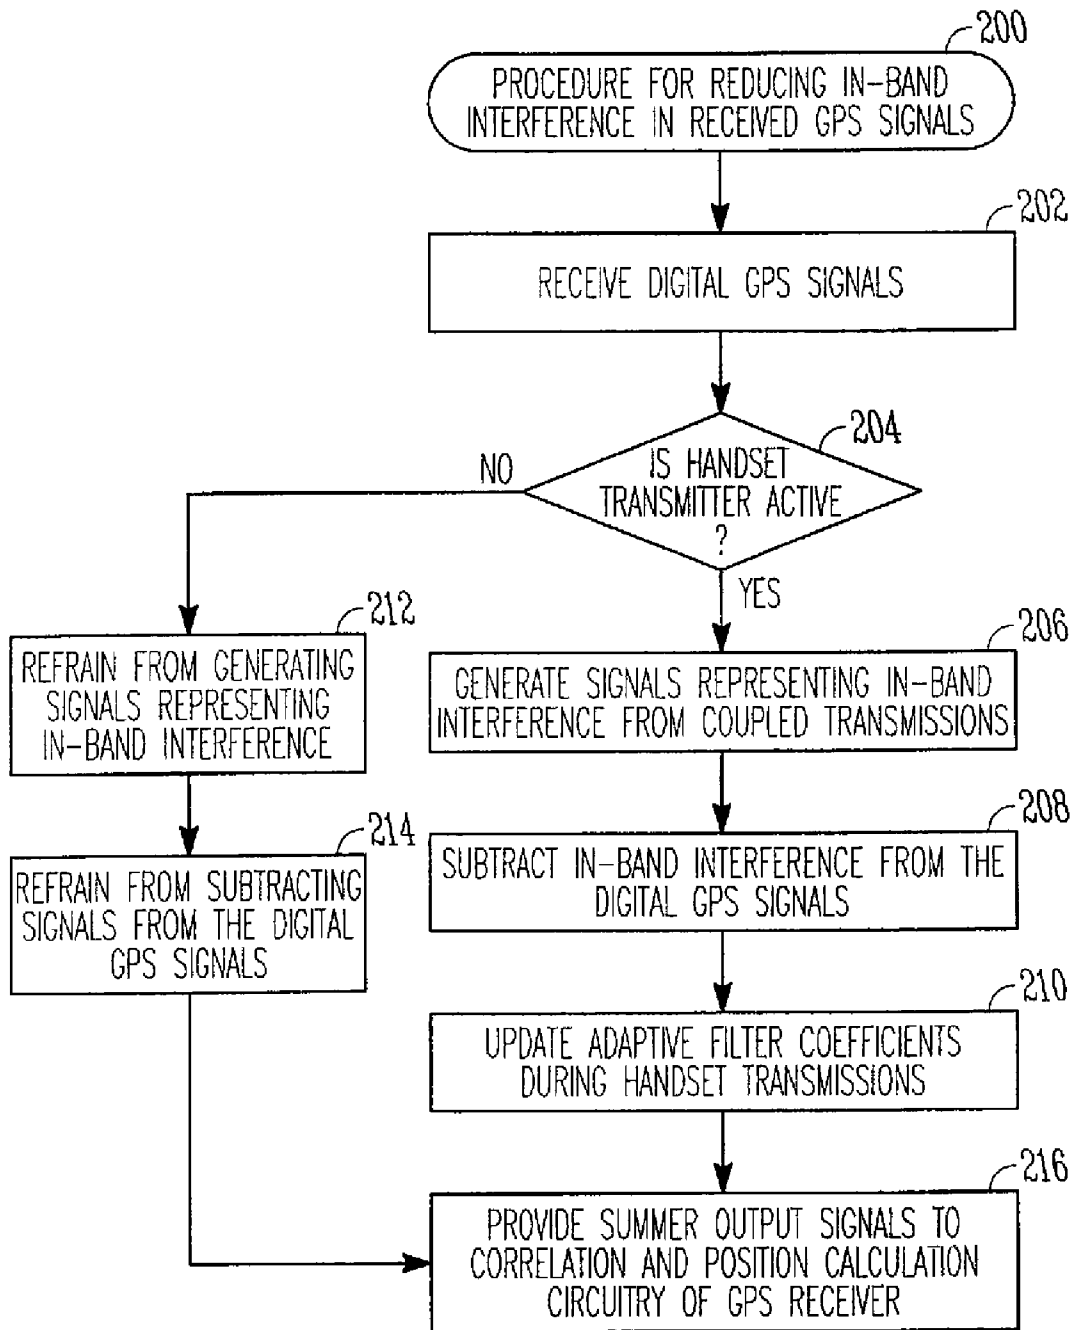 200
PROCEDURE FOR REDUCING IN-BAND
INTERFERENCE IN RECEIVED GPS SIGNALS
202
RECEIVE DIGITAL GPS SIGNALS
204
IS HANDSET
TRANSMITTER ACTIVE
?
NO
YES
212
REFRAIN FROM GENERATING
SIGNALS REPRESENTING
IN-BAND INTERFERENCE
206
GENERATE SIGNALS REPRESENTING IN-BAND
INTERFERENCE FROM COUPLED TRANSMISSIONS
214
REFRAIN FROM SUBTRACTING
SIGNALS FROM THE DIGITAL
GPS SIGNALS
208
SUBTRACT IN-BAND INTERFERENCE FROM THE
DIGITAL GPS SIGNALS
210
UPDATE ADAPTIVE FILTER COEFFICIENTS
DURING HANDSET TRANSMISSIONS
216
PROVIDE SUMMER OUTPUT SIGNALS TO
CORRELATION AND POSITION CALCULATION
CIRCUITRY OF GPS RECEIVER